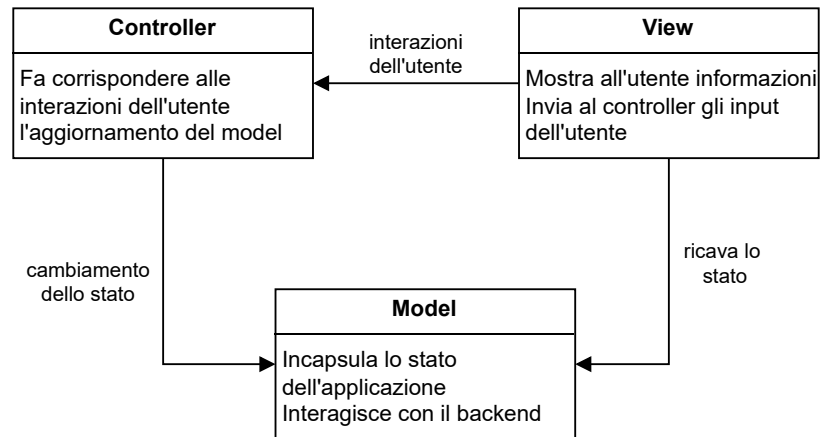 Controller
Fa corrispondere alle
interazioni dell'utente
l'aggiornamento del model
interazioni
dell'utente
View
Mostra all'utente informazioni
Invia al controller gli input
dell'utente
cambiamento
dello stato
ricava lo
stato
Model
Incapsula lo stato
dell'applicazione
Interagisce con il backend